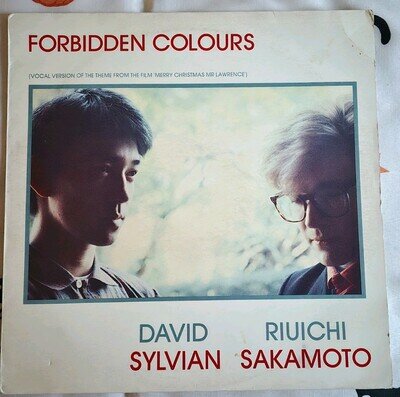 FORBIDDEN COLOURS
(VOCAL VERSION OF THE THEME FROM THE FILM 'MERRY CHRISTMAS MR LAWRENCE')
DAVID RIUICHI
SYLVIAN SAKAMOTO